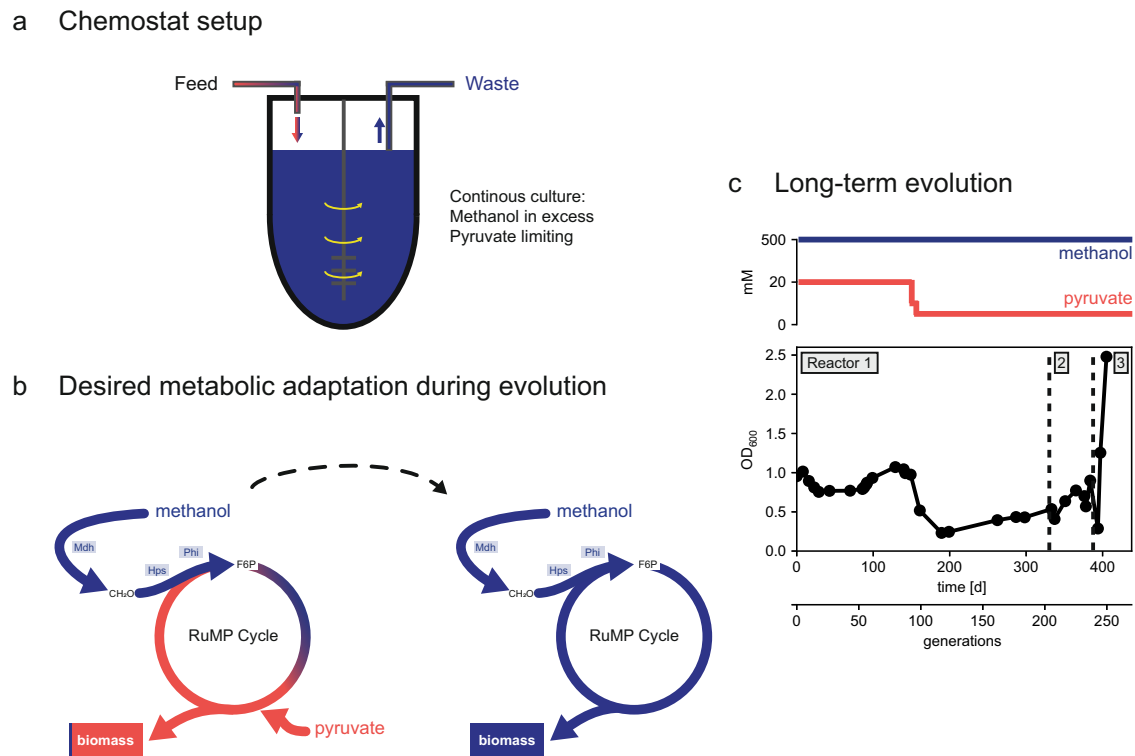 a Chemostat setup
Feed
Waste
Continous culture:
Methanol in excess
Pyruvate limiting
b Desired metabolic adaptation during evolution
methanol
Mdh
Hps
Phi
CH₂O
F6P
RuMP Cycle
pyruvate
biomass
methanol
Mdh
Hps
Phi
CH₂O
F6P
RuMP Cycle
biomass
c Long-term evolution
mM
500
20
0
methanol
pyruvate
Reactor 1
2
3
OD₆₀₀
2.5
2.0
1.5
1.0
0.5
0.0
0 100 200 300 400
time [d]
0 50 100 200 250
generations